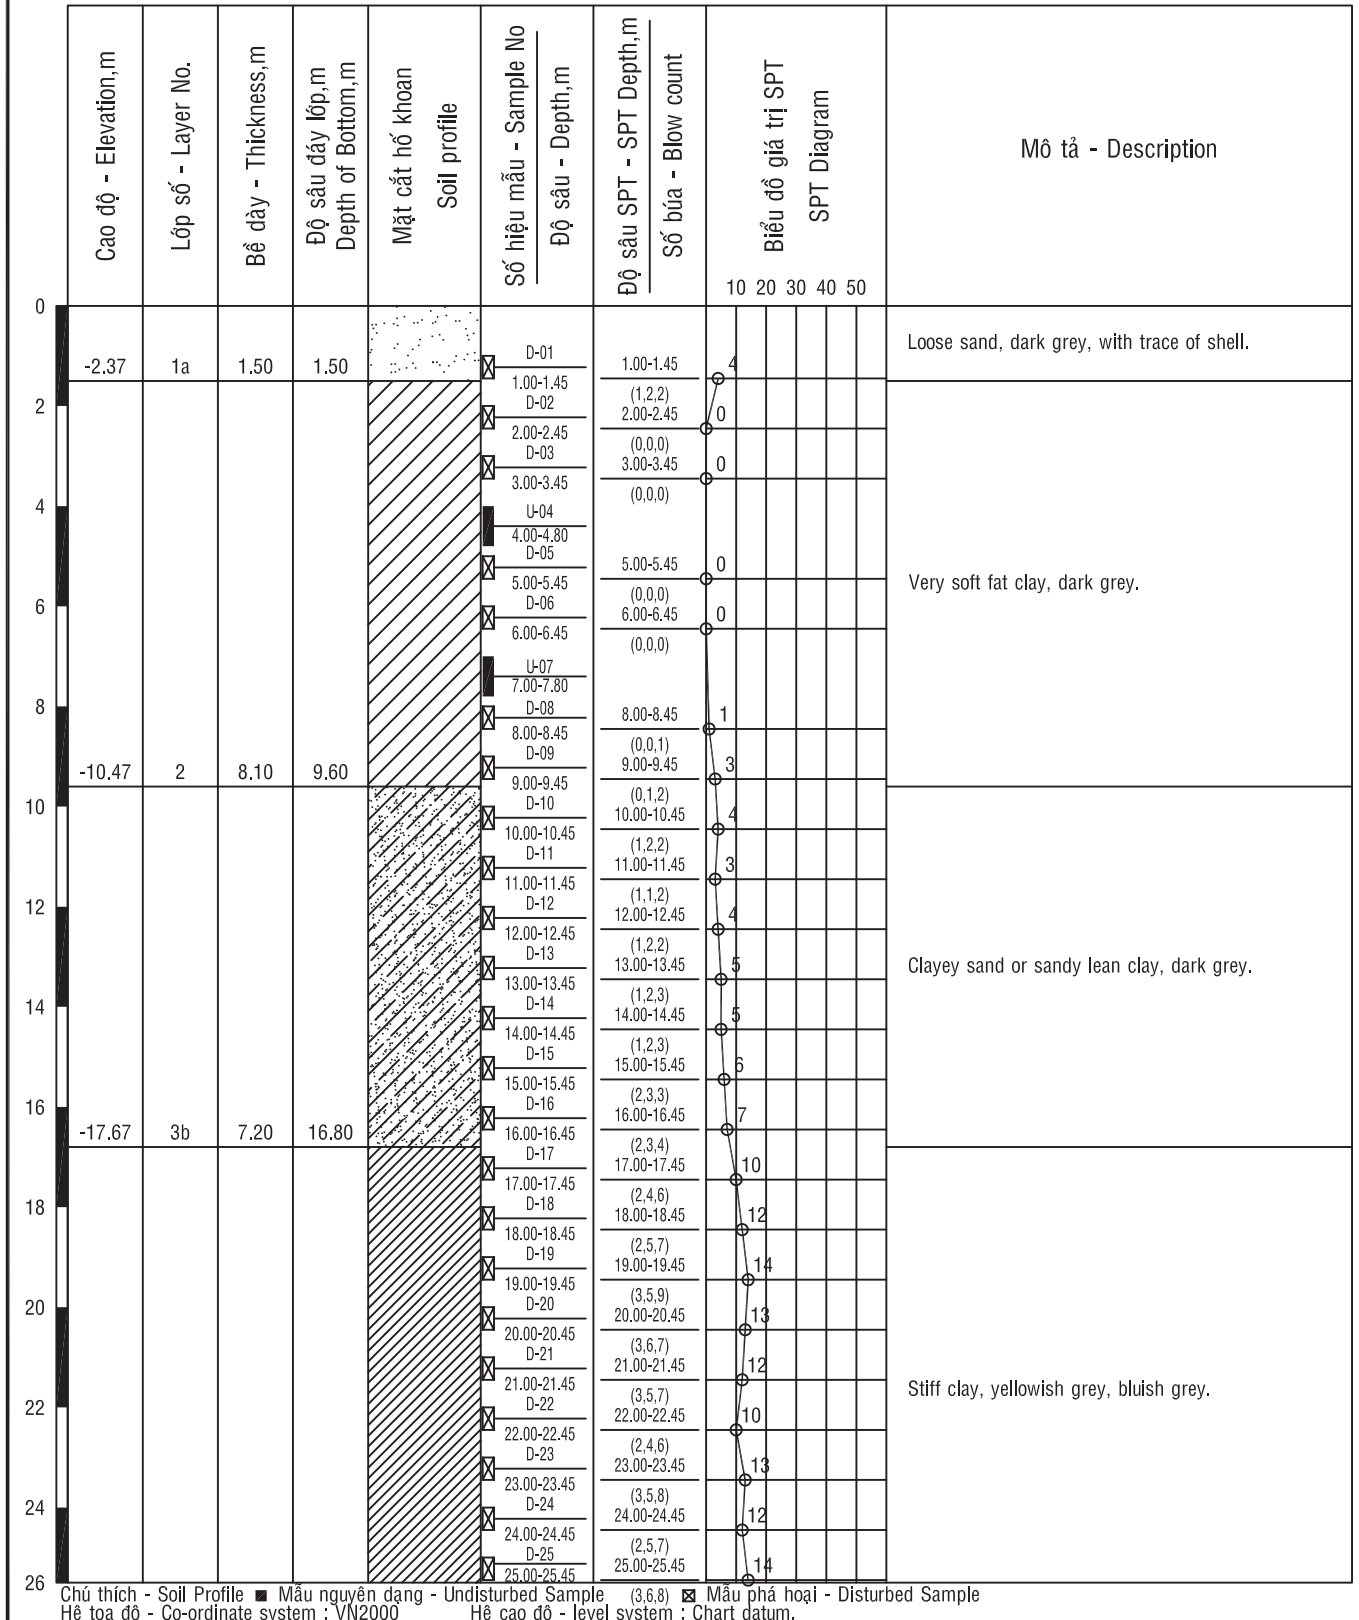 Cao độ - Elevation,m
Lóp số - Layer No.
Bề dày - Thickness,m
Độ sâu dáy lóp,m
Depth of Bottom,m
Mặt cắt hố khoan
Soil profile
Số hiệu mẫu - Sample No
Độ sâu - Depth,m
Độ sâu SPT - SPT Depth,m
Số búa - Blow count
Biểu đồ giá trị SPT
SPT Diagram
10 20 30 40 50
Mô tả - Description
0
D-01
1.00-1.45
4
Loose sand, dark grey, with trace of shell.
-2.37 1a 1.50 1.50
1.00-1.45
(1,2,2)
2
D-02
2.00-2.45
0
2.00-2.45
(0,0,0)
D-03
3.00-3.45
0
3.00-3.45
(0,0,0)
4
U-04
4.00-4.80
D-05
5.00-5.45
0
5.00-5.45
(0,0,0)
Very soft fat clay, dark grey.
6
D-06
6.00-6.45
0
6.00-6.45
(0,0,0)
U-07
7.00-7.80
8
D-08
8.00-8.45
1
8.00-8.45
(0,0,1)
D-09
9.00-9.45
3
-10.47 2 8.10 9.60
9.00-9.45
(0,1,2)
10
D-10
10.00-10.45
4
10.00-10.45
(1,2,2)
D-11
11.00-11.45
3
11.00-11.45
(1,1,2)
12
D-12
12.00-12.45
4
12.00-12.45
(1,2,2)
D-13
13.00-13.45
5
Clayey sand or sandy lean clay, dark grey.
13.00-13.45
(1,2,3)
14
D-14
14.00-14.45
5
14.00-14.45
(1,2,3)
D-15
15.00-15.45
6
15.00-15.45
(2,3,3)
16
D-16
16.00-16.45
7
-17.67 3b 7.20 16.80
16.00-16.45
(2,3,4)
D-17
17.00-17.45
10
17.00-17.45
(2,4,6)
18
D-18
18.00-18.45
12
18.00-18.45
(2,5,7)
D-19
19.00-19.45
14
19.00-19.45
(3,5,9)
20
D-20
20.00-20.45
13
20.00-20.45
(3,6,7)
D-21
21.00-21.45
12
21.00-21.45
(3,5,7)
Stiff clay, yellowish grey, bluish grey.
22
D-22
22.00-22.45
10
22.00-22.45
(2,4,6)
D-23
23.00-23.45
13
23.00-23.45
(3,5,8)
24
D-24
24.00-24.45
12
24.00-24.45
(2,5,7)
D-25
25.00-25.45
14
25.00-25.45
26
Chú thích - Soil Profile Mẫu nguyên dạng - Undisturbed Sample (3,6,8) Mẫu phá hoại - Disturbed Sample
Hệ tọa độ - Co-ordinate system : VN2000 Hệ cao độ - level system : Chart datum.